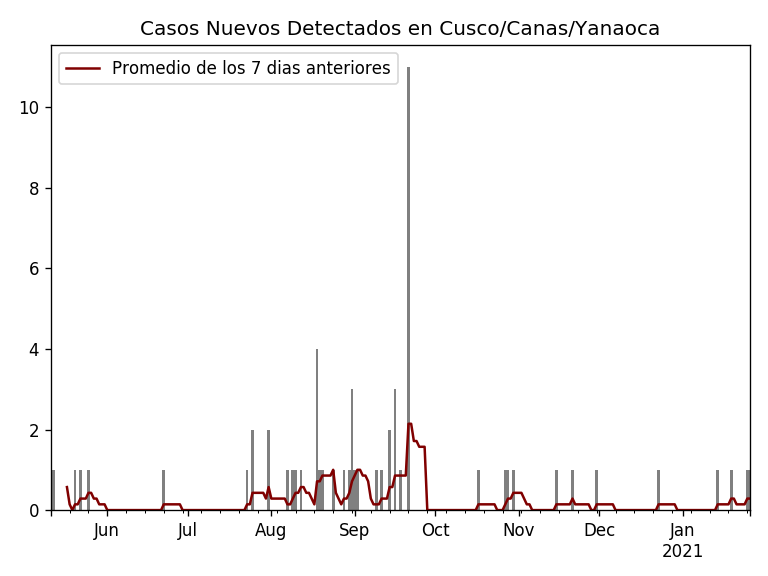 Casos Nuevos Detectados en Cusco/Canas/Yanaoca
Promedio de los 7 dias anteriores
10
8
6
4
2
0
Jun Jul Aug Sep Oct Nov Dec Jan
2021